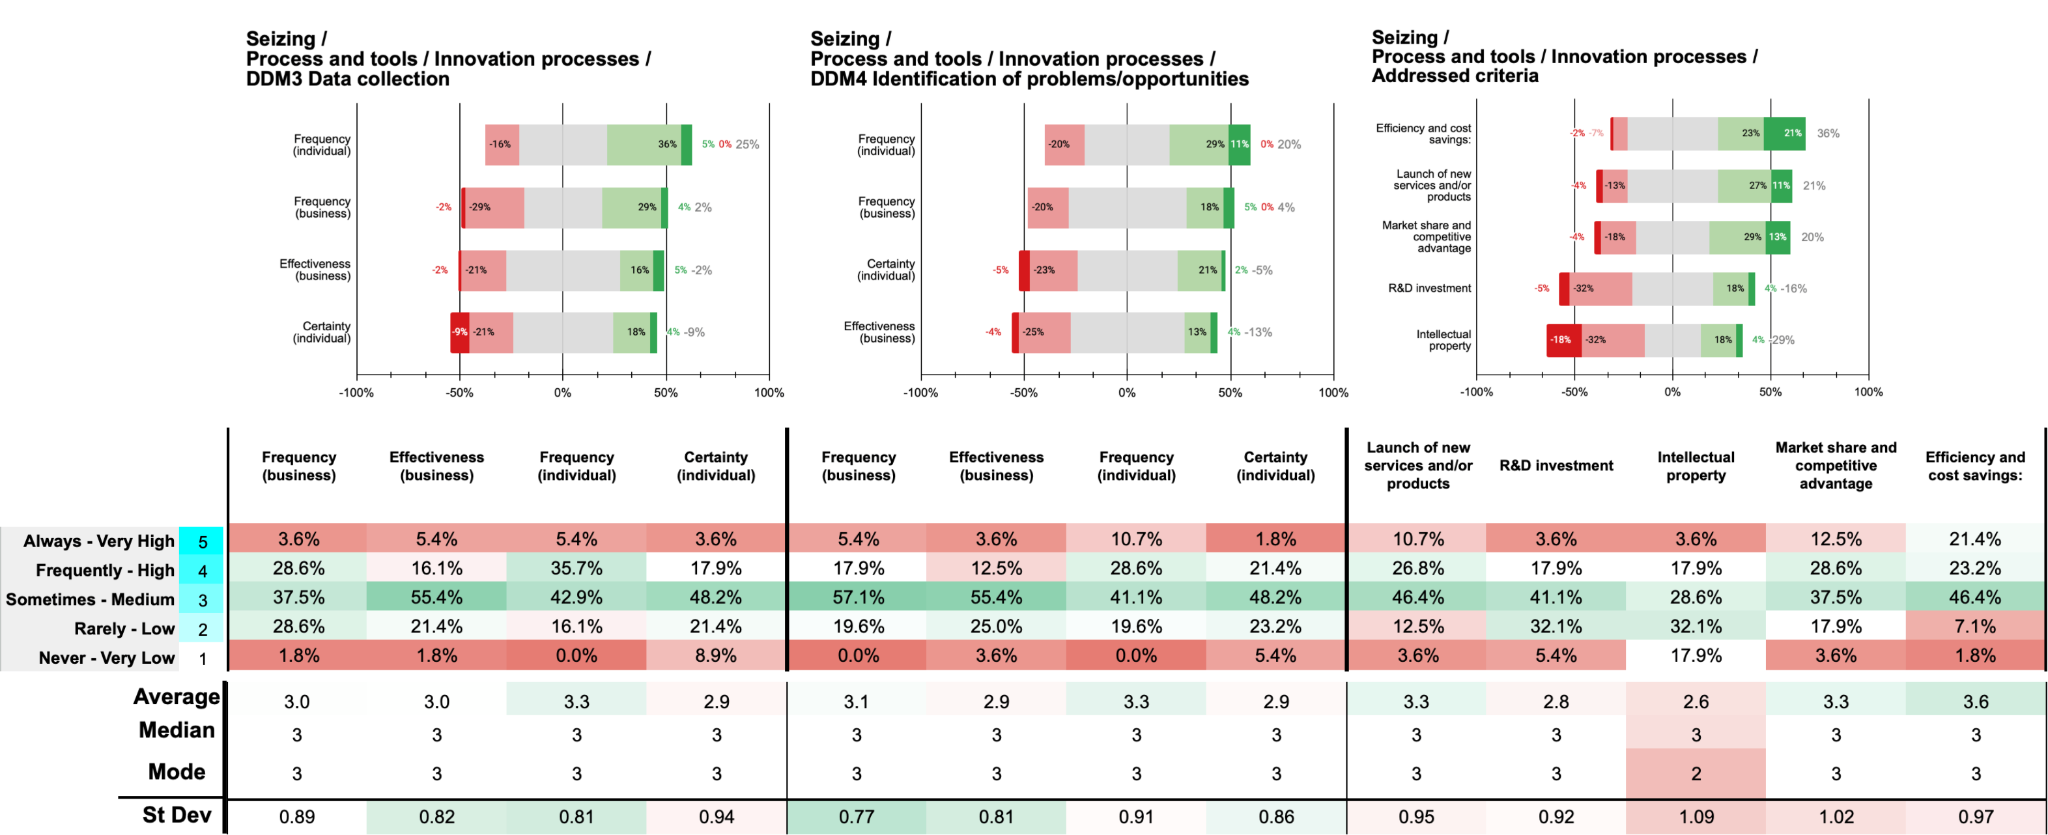 Seizing /
Process and tools / Innovation processes /
DDM3 Data collection
Frequency
(individual)
-16% 36% 5% 0% 25%
Frequency
(business)
-2% -29% 29% 4% 2%
Effectiveness
(business)
-2% -21% 16% 5% -2%
Certainty
(individual)
-9% -21% 18% 4% -9%
-100% -50% 0% 50% 100%
Seizing /
Process and tools / Innovation processes /
DDM4 Identification of problems/opportunities
Frequency
(individual)
-20% 29% 11% 0% 20%
Frequency
(business)
-20% 18% 5% 0% 4%
Certainty
(individual)
-5% -23% 21% 2% -5%
Effectiveness
(business)
-4% -25% 13% 4% -13%
-100% -50% 0% 50% 100%
Seizing /
Process and tools / Innovation processes /
Addressed criteria
Efficiency and cost
savings:
-2% -7% 23% 21% 36%
Launch of new
services and/or
products
-4% -13% 27% 11% 21%
Market share and
competitive
advantage
-4% -18% 29% 13% 20%
R&D investment
-5% -32% 18% 4% -16%
Intellectual
property
-18% -32% 18% 4% -29%
-100% -50% 0% 50% 100%
Frequency
(business)
Effectiveness
(business)
Frequency
(individual)
Certainty
(individual)
Frequency
(business)
Effectiveness
(business)
Frequency
(individual)
Certainty
(individual)
Launch of new
services and/or
products
R&D investment
Intellectual
property
Market share and
competitive
advantage
Efficiency and
cost savings:
Always - Very High 5 3.6% 5.4% 5.4% 3.6% 5.4% 3.6% 10.7% 1.8% 10.7% 3.6% 3.6% 12.5% 21.4%
Frequently - High 4 28.6% 16.1% 35.7% 17.9% 17.9% 12.5% 28.6% 21.4% 26.8% 17.9% 17.9% 28.6% 23.2%
Sometimes - Medium 3 37.5% 55.4% 42.9% 48.2% 57.1% 55.4% 41.1% 48.2% 46.4% 41.1% 28.6% 37.5% 46.4%
Rarely - Low 2 28.6% 21.4% 16.1% 21.4% 19.6% 25.0% 19.6% 23.2% 12.5% 32.1% 32.1% 17.9% 7.1%
Never - Very Low 1 1.8% 1.8% 0.0% 8.9% 0.0% 3.6% 0.0% 5.4% 3.6% 5.4% 17.9% 3.6% 1.8%
Average 3.0 3.0 3.3 2.9 3.1 2.9 3.3 2.9 3.3 2.8 2.6 3.3 3.6
Median 3 3 3 3 3 3 3 3 3 3 3 3 3
Mode 3 3 3 3 3 3 3 3 3 3 2 3 3
St Dev 0.89 0.82 0.81 0.94 0.77 0.81 0.91 0.86 0.95 0.92 1.09 1.02 0.97